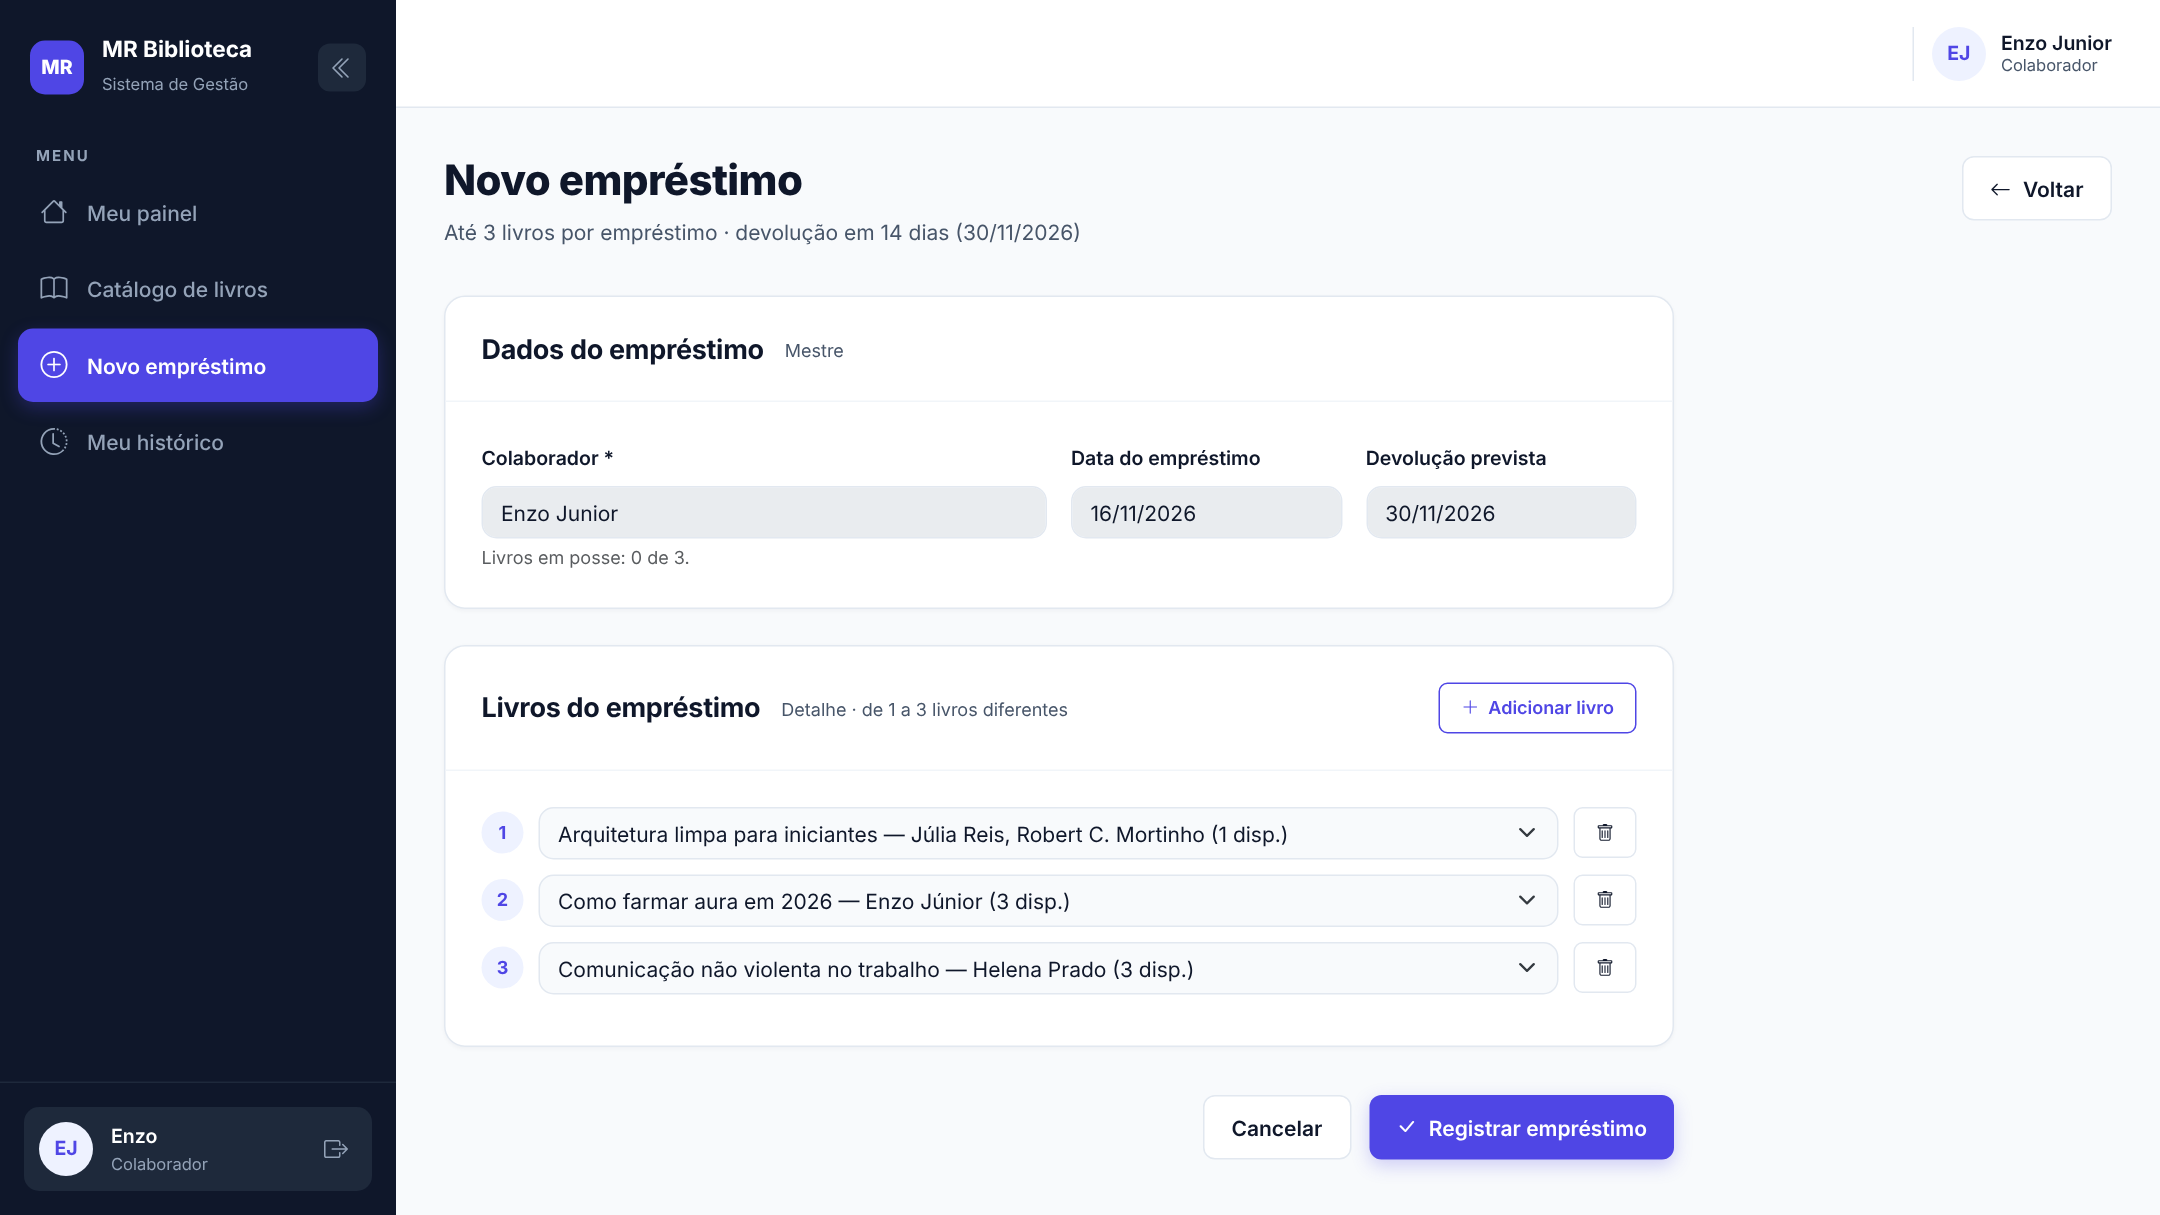 MR
MR Biblioteca
Sistema de Gestão
MENU
Meu painel
Catálogo de livros
Novo empréstimo
Meu histórico
EJ
Enzo
Colaborador
EJ
Enzo Junior
Colaborador
Novo empréstimo
Até 3 livros por empréstimo · devolução em 14 dias (30/11/2026)
Voltar
Dados do empréstimo Mestre
Colaborador *
Enzo Junior
Livros em posse: 0 de 3.
Data do empréstimo
16/11/2026
Devolução prevista
30/11/2026
Livros do empréstimo Detalhe · de 1 a 3 livros diferentes
Adicionar livro
1 Arquitetura limpa para iniciantes — Júlia Reis, Robert C. Mortinho (1 disp.)
2 Como farmar aura em 2026 — Enzo Júnior (3 disp.)
3 Comunicação não violenta no trabalho — Helena Prado (3 disp.)
Cancelar
Registrar empréstimo